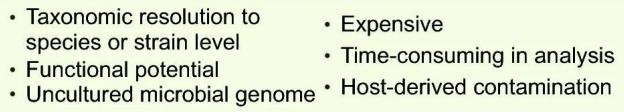 • Taxonomic resolution to
species or strain level
• Functional potential
• Uncultured microbial genome
• Expensive
• Time-consuming in analysis
• Host-derived contamination